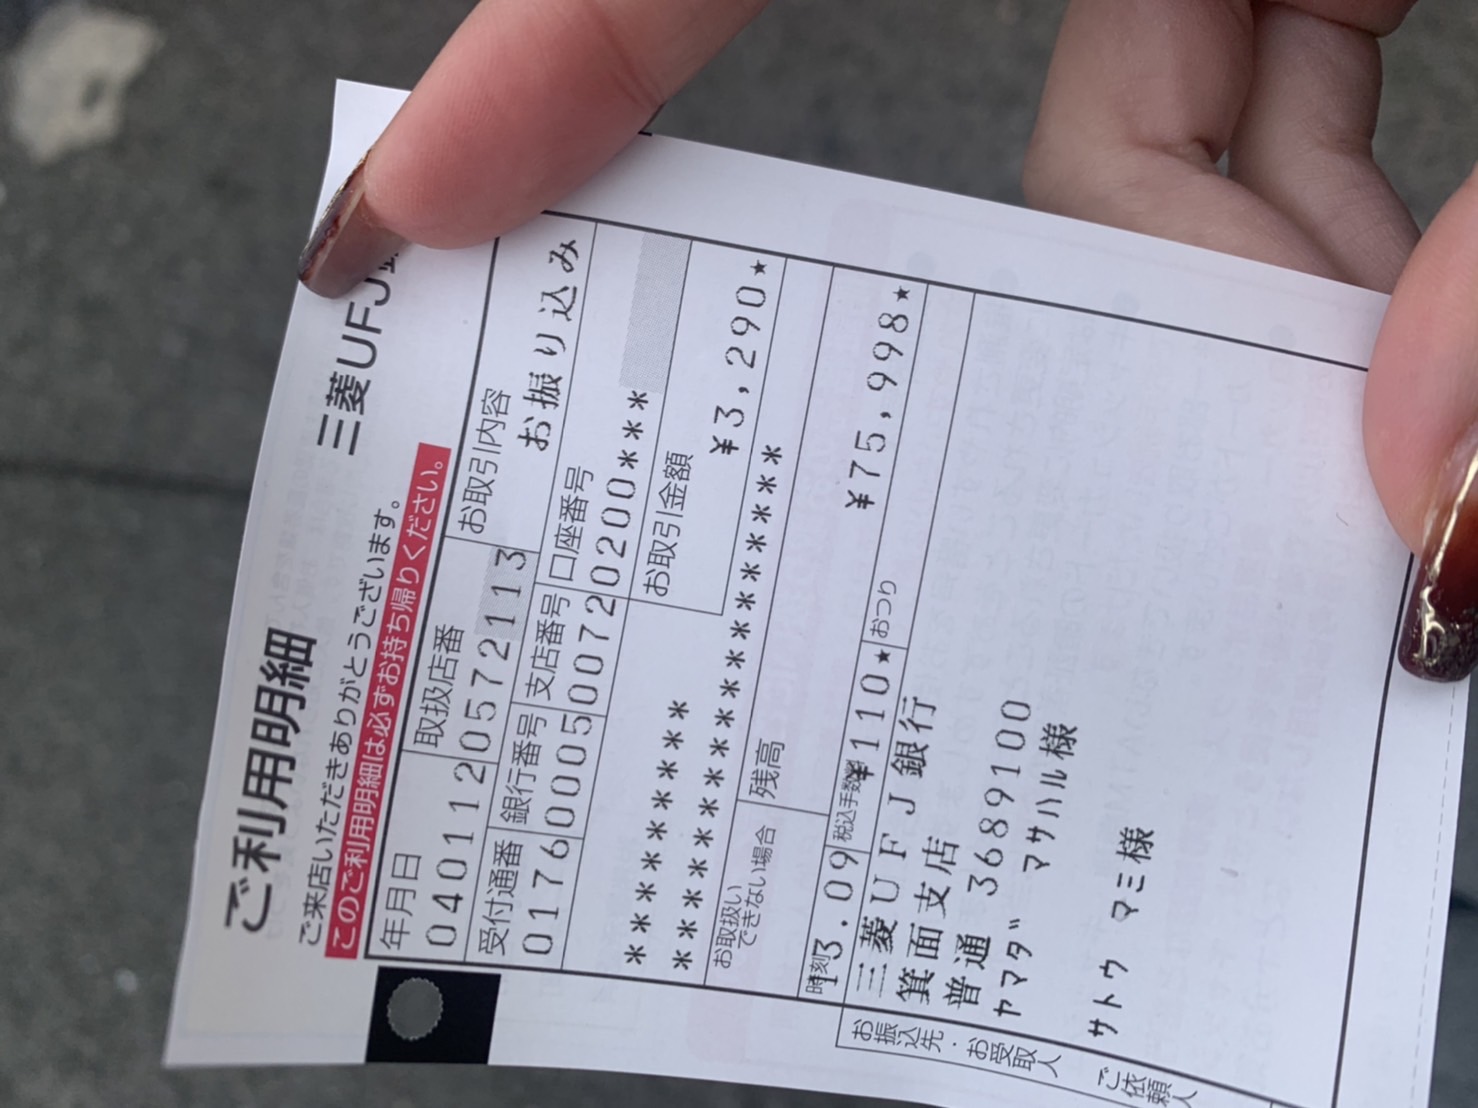 ご利用明細
三菱UFJ
ご来店いただきありがとうございます。
このご利用明細は必ずお持ち帰りください。
年月日 取扱店番 お取引内容
040112 0572113 お振り込み
受付通番 銀行番号 支店番号 口座番号
0176 0005 0072 0200****
お取引金額
********** ¥3,290★
***********************
お取扱いできない場合 残高
時刻 税込手数料 おつり
13.09 ¥110★ ¥75,998★
お振込先・お受取人
三菱UFJ銀行
箕面支店
普通 3689100
ヤマダ マサハル様
ご依頼人
サトウ マミ様